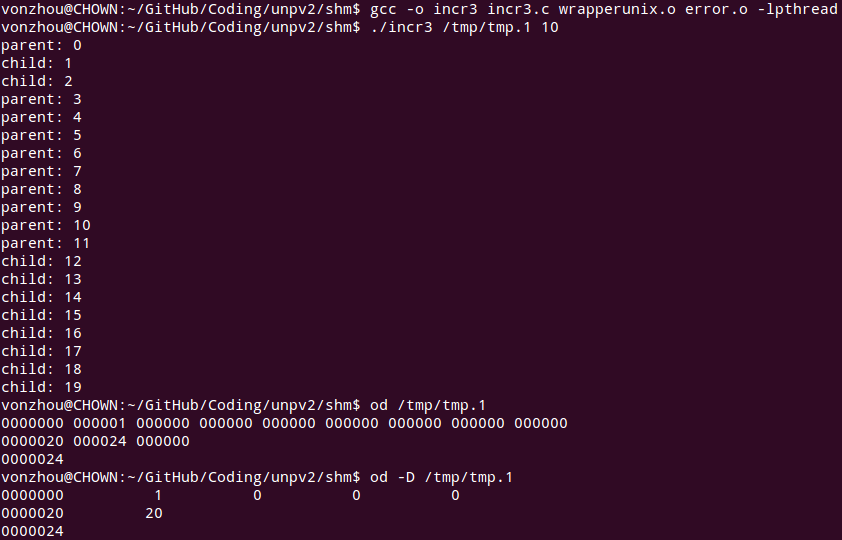 vonzhou@CHOWN:~/GitHub/Coding/unpv2/shm$ gcc -o incr3 incr3.c wrapperunix.o error.o -lpthread
vonzhou@CHOWN:~/GitHub/Coding/unpv2/shm$ ./incr3 /tmp/tmp.1 10
parent: 0
child: 1
child: 2
parent: 3
parent: 4
parent: 5
parent: 6
parent: 7
parent: 8
parent: 9
parent: 10
parent: 11
child: 12
child: 13
child: 14
child: 15
child: 16
child: 17
child: 18
child: 19
vonzhou@CHOWN:~/GitHub/Coding/unpv2/shm$ od /tmp/tmp.1
0000000 000001 000000 000000 000000 000000 000000 000000 000000
0000020 000024 000000
0000024
vonzhou@CHOWN:~/GitHub/Coding/unpv2/shm$ od -D /tmp/tmp.1
0000000          1          0          0          0
0000020         20
0000024